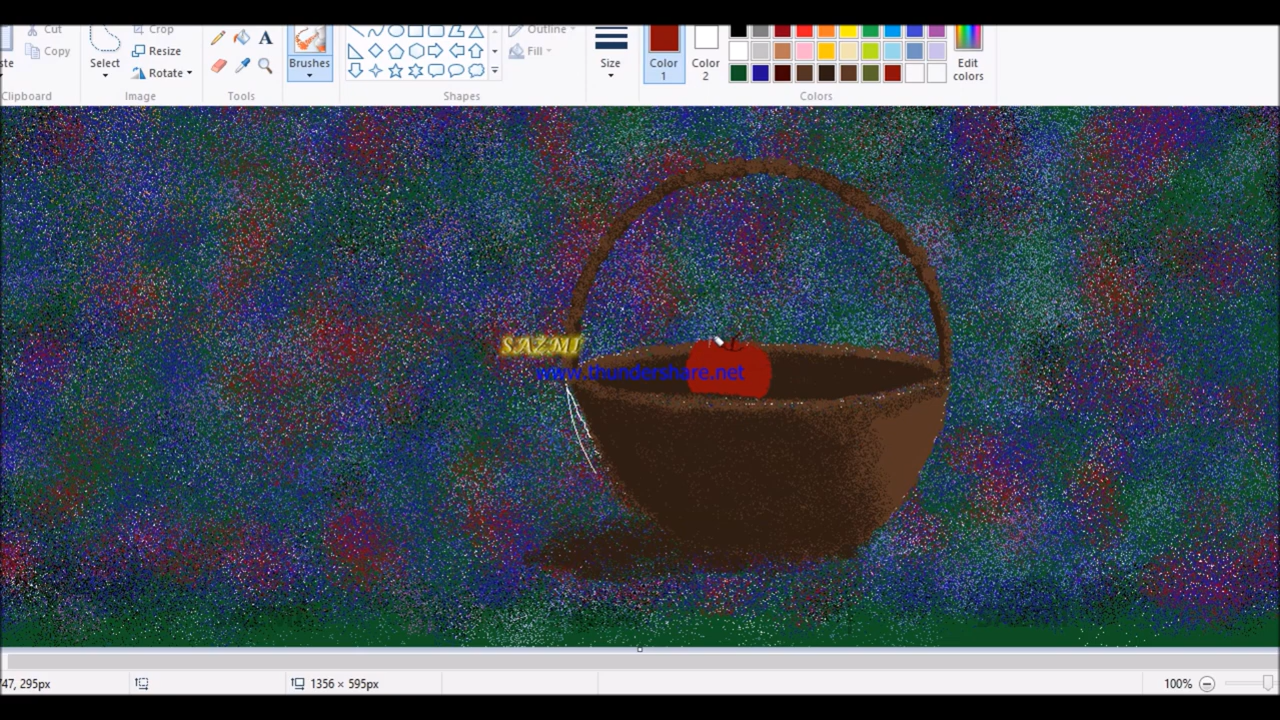 Cut
Crop
Outline
ste
Copy
Select
Resize
A
Brushes
Fill
Size
Color
1
Color
2
Edit
colors
Rotate
Clipboard
Image
Tools
Shapes
Colors
SAZMI
www.thundershare.net
47, 295px
1356 × 595px
100%